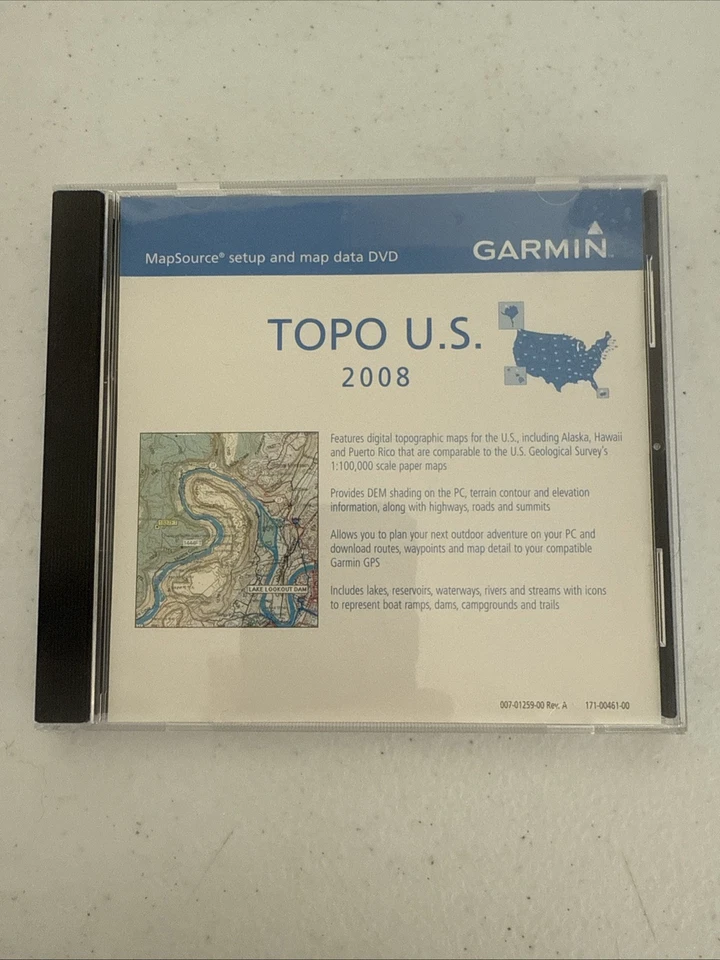 MapSource® setup and map data DVD
GARMIN
TOPO U.S.
2008
Features digital topographic maps for the U.S., including Alaska, Hawaii
and Puerto Rico that are comparable to the U.S. Geological Survey's
1:100,000 scale paper maps
Provides DEM shading on the PC, terrain contour and elevation
information, along with highways, roads and summits
Allows you to plan your next outdoor adventure on your PC and
download routes, waypoints and map detail to your compatible
Garmin GPS
Includes lakes, reservoirs, waterways, rivers and streams with icons
to represent boat ramps, dams, campgrounds and trails
LAKE LOOKOUT DAM
007-01259-00 Rev. A 171-00461-00